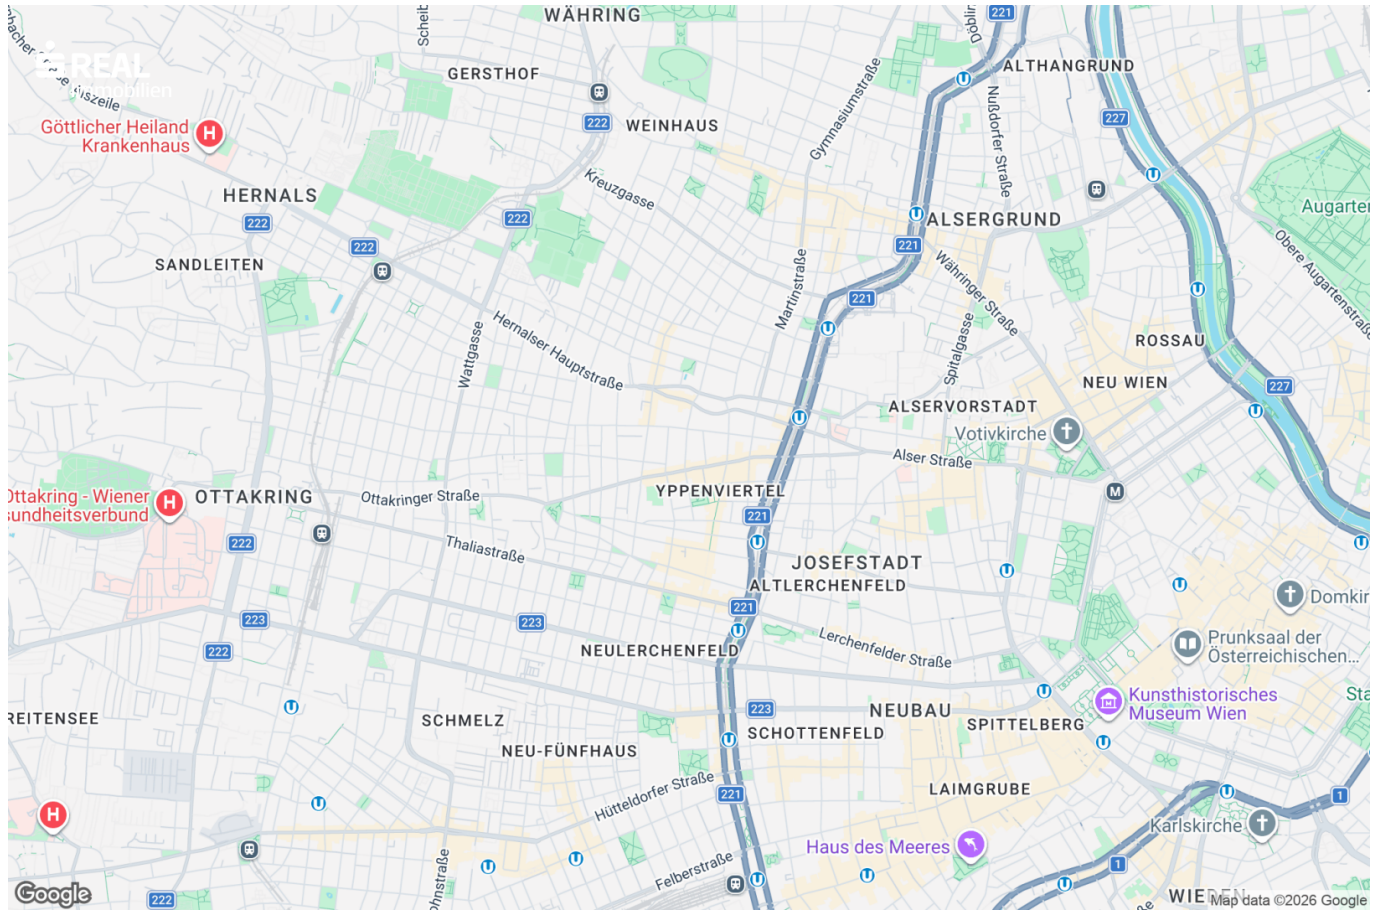 WÄHRING
221
ALTHANGRUND
GERSTHOF
REAL
Immobilien
222
WEINHAUS
Gymnasiumstraße
Nußdorfer Straße
227
Göttlicher Heiland
Krankenhaus
H
Kreuzgasse
HERNALS
222
222
222
ALSERGRUND
221
SANDLEITEN
Währinger Straße
Obere Augartenstraße
221
Martinstraße
Hernalser Hauptstraße
Wattgasse
Spitalgasse
ROSSAU
NEU WIEN
227
ALSERVORSTADT
Votivkirche
Alser Straße
YPPENVIERTEL
M
Ottakring - Wiener
H
OTTAKRING
Ottakringer Straße
221
222
Thaliastraße
JOSEFSTADT
ALTLERCHENFELD
221
223
223
222
NEULERCHENFELD
Lerchenfelder Straße
Prunksaal der
Österreichischen...
Kunsthistorisches
Museum Wien
223
NEUBAU
SPITTELBERG
SCHMELZ
SCHOTTENFELD
NEU-FÜNFHAUS
Hütteldorfer Straße
221
LAIMGRUBE
1
H
Karlskirche
Haus des Meeres
1
Felberstraße
Google
222
WIEDEN
Map data ©2026 Google